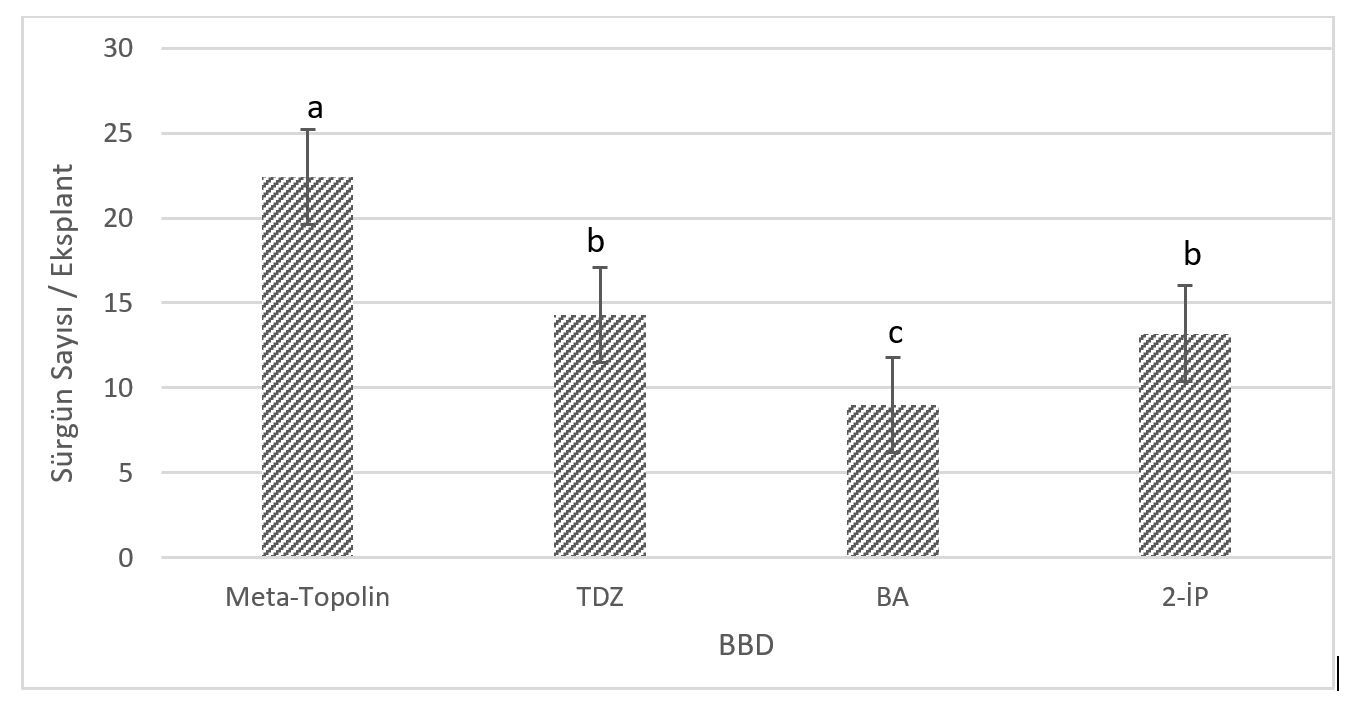 30
25
20
15
10
5
0
Sürgün Sayısı / Eksplant
a
b
c
b
Meta-Topolin TDZ BA 2-İP
BBD